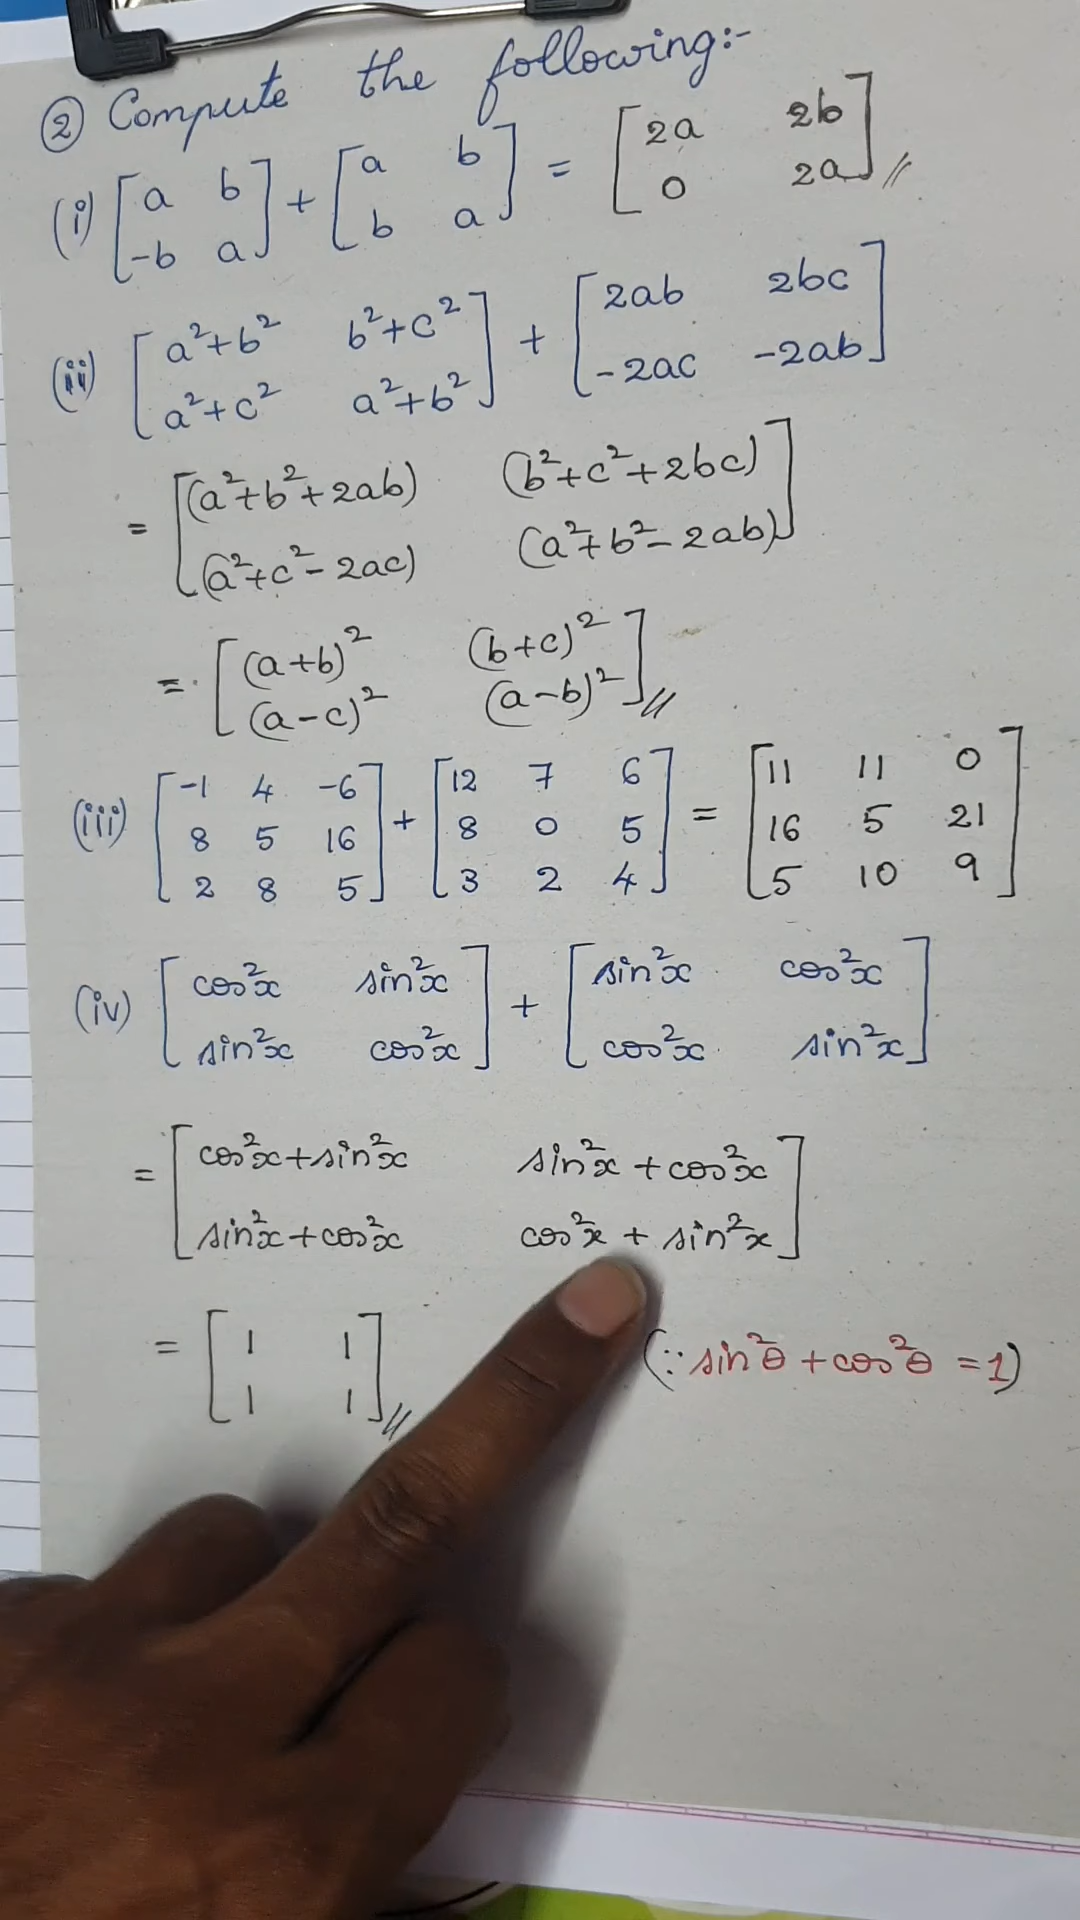 ② Compute the following:-
(i) [a b; -b a] + [a b; b a] = [2a 2b; 0 2a] //
(ii) [a²+b² b²+c²; a²+c² a²+b²] + [2ab 2bc; -2ac -2ab]
= [(a²+b²+2ab) (b²+c²+2bc); (a²+c²-2ac) (a²+b²-2ab)]
= [(a+b)² (b+c)²; (a-c)² (a-b)²] //
(iii) [-1 4 -6; 8 5 16; 2 8 5] + [12 7 6; 8 0 5; 3 2 4] = [11 11 0; 16 5 21; 5 10 9]
(iv) [cos²x sin²x; sin²x cos²x] + [sin²x cos²x; cos²x sin²x]
= [cos²x+sin²x sin²x+cos²x; sin²x+cos²x cos²x+sin²x]
= [1 1; 1 1] // (∵ sin²θ+cos²θ=1)